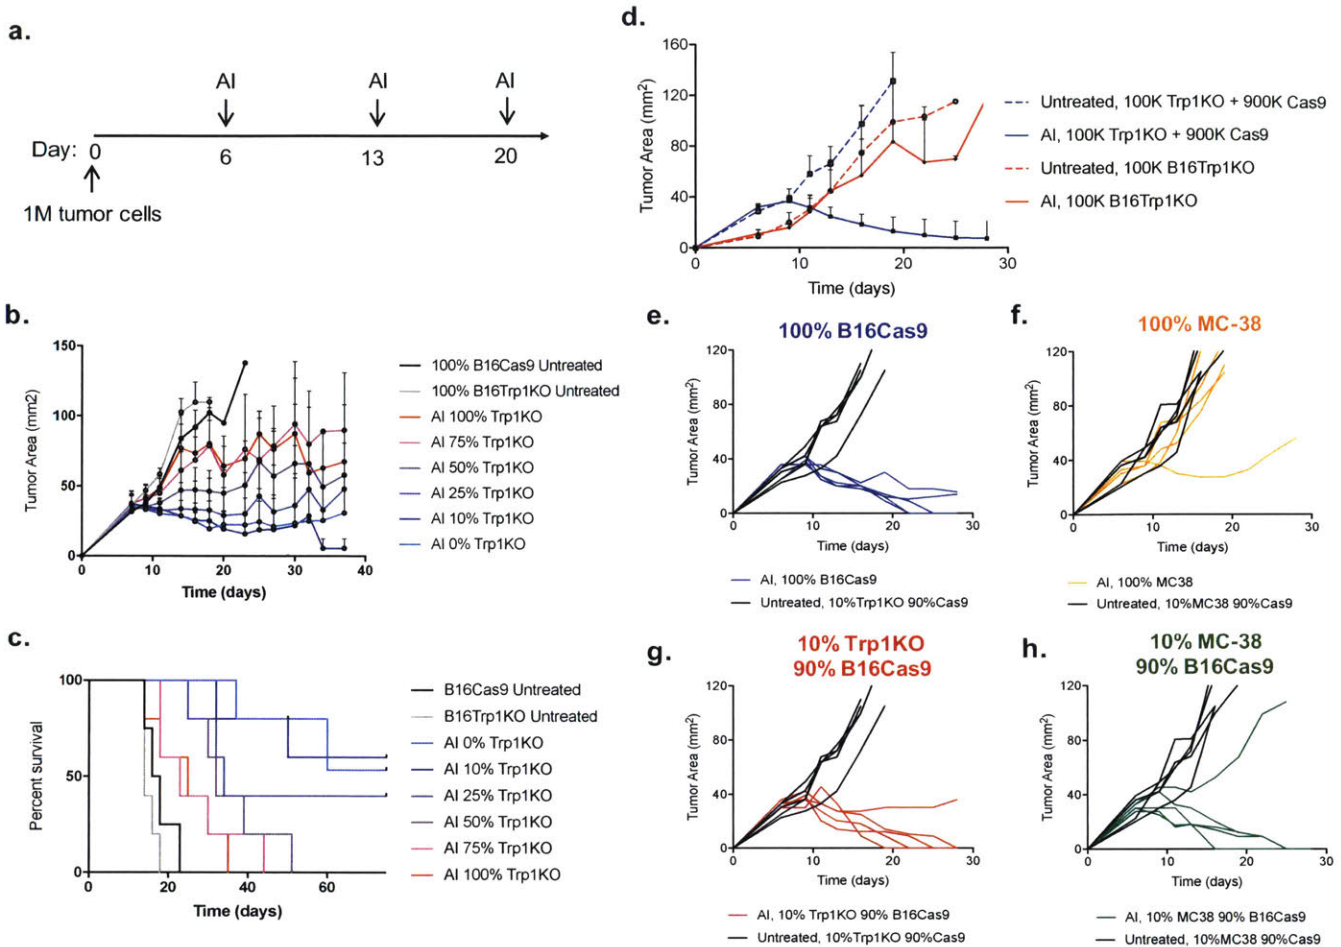 a.
AI AI AI
Day: 0 6 13 20
1M tumor cells
d.
160
120
80
40
0
Tumor Area (mm2)
0 10 20 30
Time (days)
Untreated, 100K Trp1KO + 900K Cas9
AI, 100K Trp1KO + 900K Cas9
Untreated, 100K B16Trp1KO
AI, 100K B16Trp1KO
b.
150
100
50
0
Tumor Area (mm2)
0 10 20 30 40
Time (days)
100% B16Cas9 Untreated
100% B16Trp1KO Untreated
AI 100% Trp1KO
AI 75% Trp1KO
AI 50% Trp1KO
AI 25% Trp1KO
AI 10% Trp1KO
AI 0% Trp1KO
e.
100% B16Cas9
120
80
40
0
Tumor Area (mm2)
0 10 20 30
Time (days)
AI, 100% B16Cas9
Untreated, 10%Trp1KO 90%Cas9
f.
100% MC-38
120
80
40
0
Tumor Area (mm2)
0 10 20 30
Time (days)
AI, 100% MC38
Untreated, 10%MC38 90%Cas9
c.
100
50
0
Percent survival
0 20 40 60
Time (days)
B16Cas9 Untreated
B16Trp1KO Untreated
AI 0% Trp1KO
AI 10% Trp1KO
AI 25% Trp1KO
AI 50% Trp1KO
AI 75% Trp1KO
AI 100% Trp1KO
g.
10% Trp1KO
90% B16Cas9
120
80
40
0
Tumor Area (mm2)
0 10 20 30
Time (days)
AI, 10% Trp1KO 90% B16Cas9
Untreated, 10%Trp1KO 90%Cas9
h.
10% MC-38
90% B16Cas9
120
80
40
0
Tumor Area (mm2)
0 10 20 30
Time (days)
AI, 10% MC38 90% B16Cas9
Untreated, 10%MC38 90%Cas9